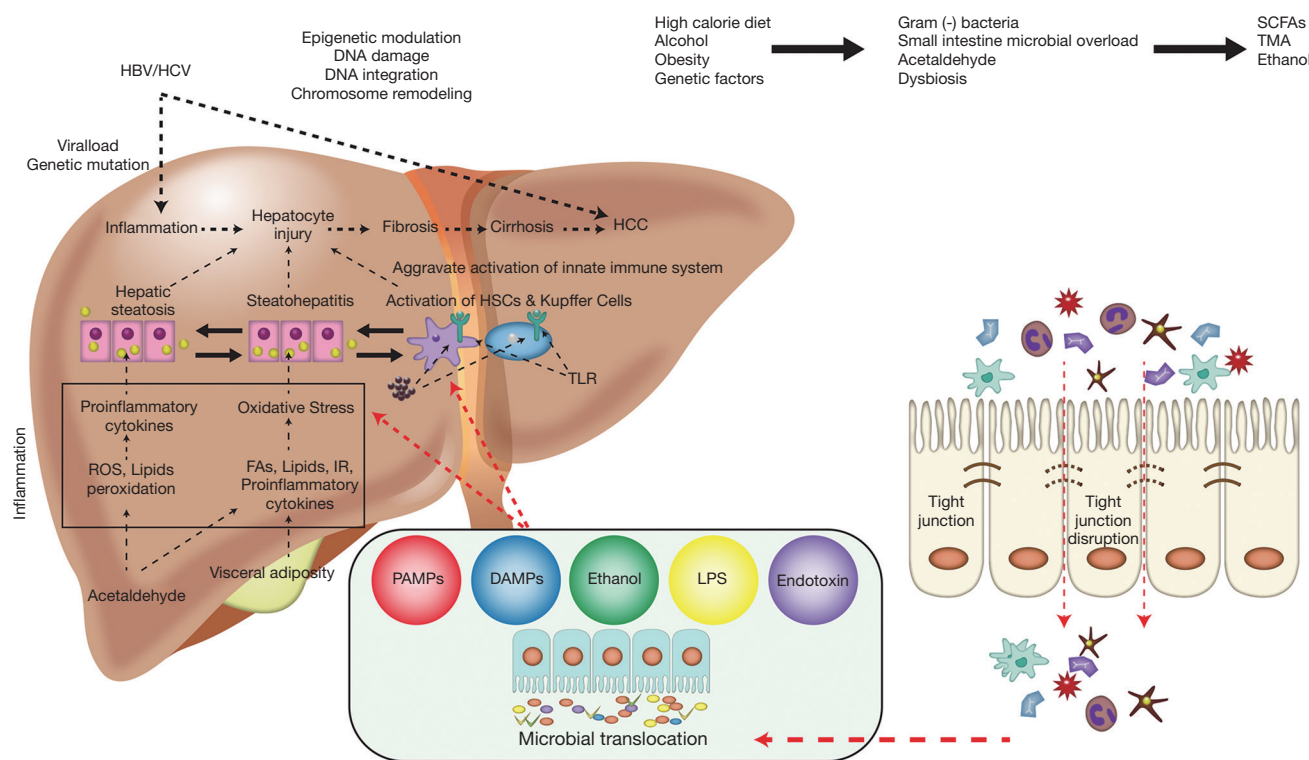 High calorie diet
Alcohol
Obesity
Genetic factors
Gram (-) bacteria
Small intestine microbial overload
Acetaldehyde
Dysbiosis
SCFAs
TMA
Ethanol
Epigenetic modulation
DNA damage
DNA integration
Chromosome remodeling
HBV/HCV
Viralload
Genetic mutation
Inflammation
Hepatocyte
injury
Fibrosis
Cirrhosis
HCC
Aggravate activation of innate immune system
Hepatic
steatosis
Steatohepatitis
Activation of HSCs & Kupffer Cells
TLR
Proinflammatory
cytokines
Oxidative Stress
ROS, Lipids
peroxidation
FAs, Lipids, IR,
Proinflammatory
cytokines
Inflammation
Acetaldehyde
Visceral adiposity
PAMPs
DAMPs
Ethanol
LPS
Endotoxin
Microbial translocation
Tight
junction
Tight
junction
disruption